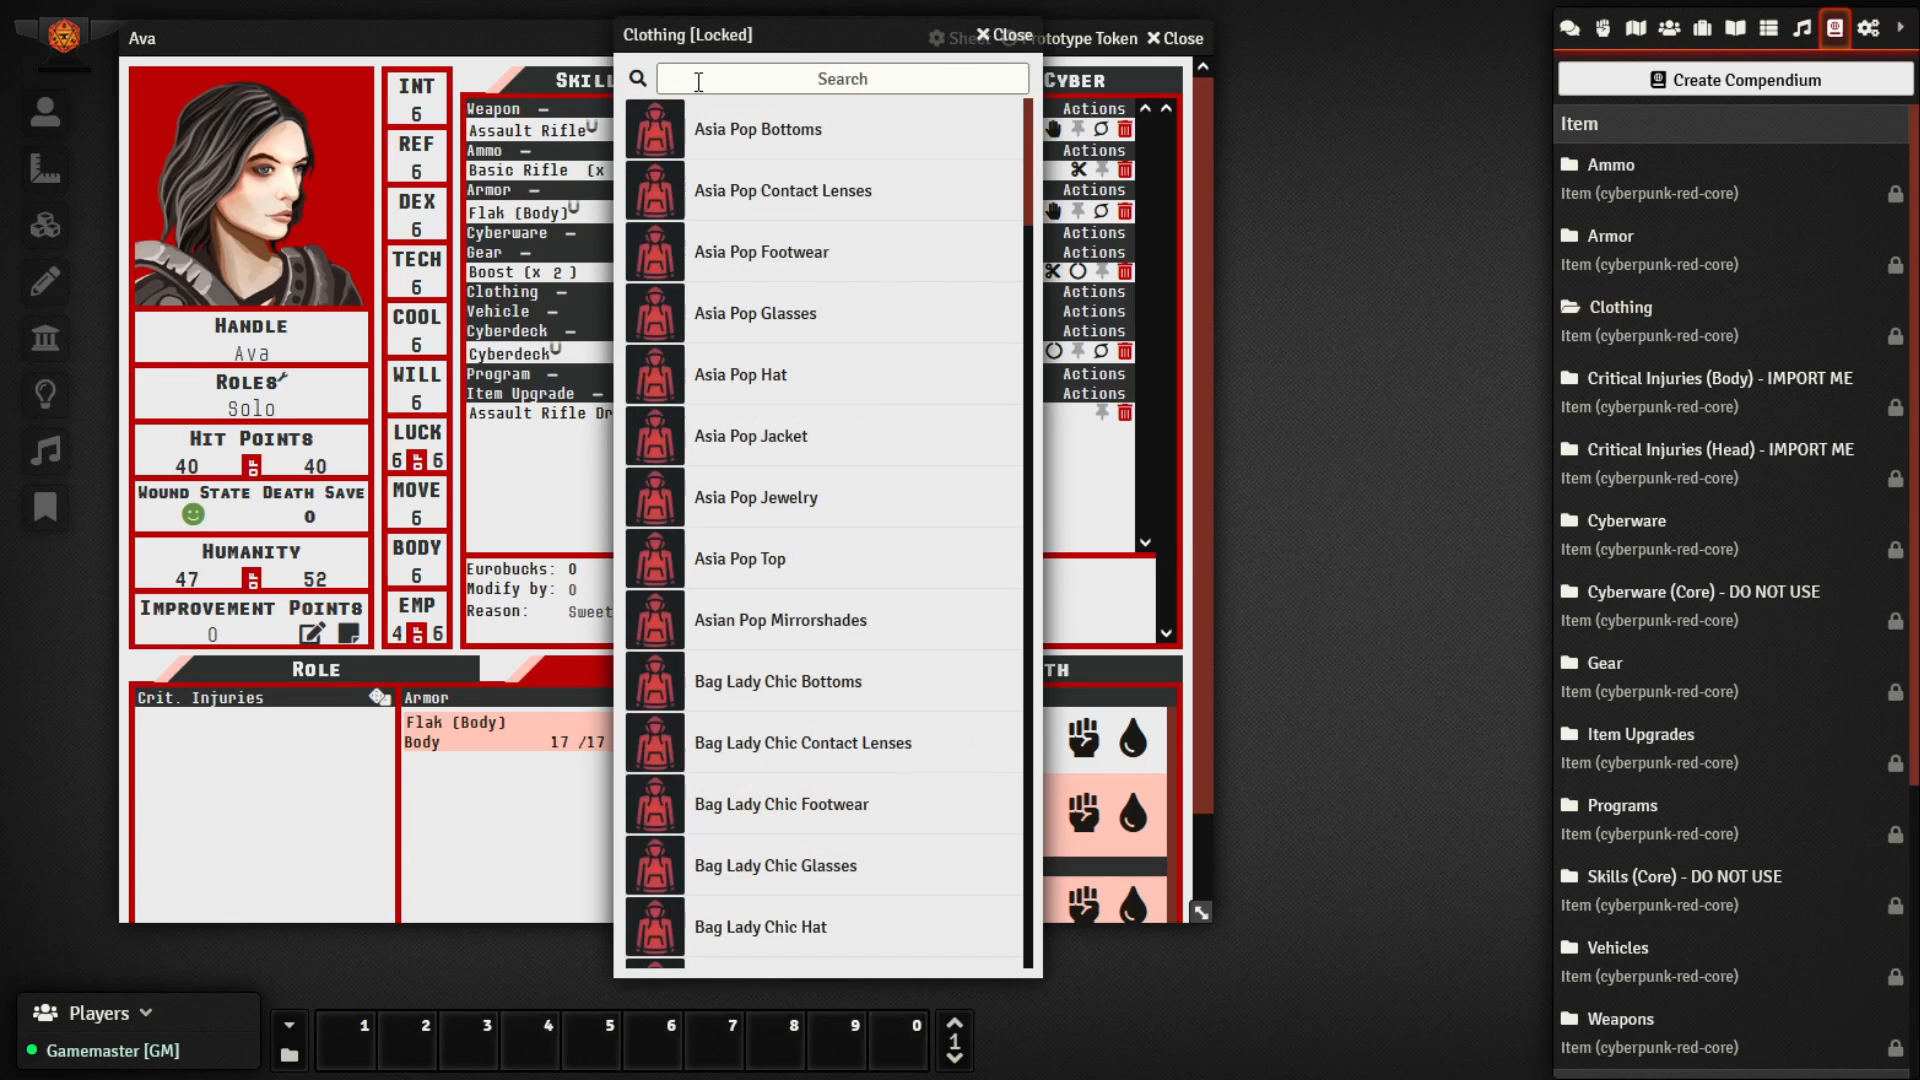 Ava
Sheet
Prototype Token
Close
HANDLE
Ava
ROLES
Solo
HIT POINTS
40 OF 40
WOUND STATE DEATH SAVE
0
HUMANITY
47 OF 52
IMPROVEMENT POINTS
0
INT
6
REF
6
DEX
6
TECH
6
COOL
6
WILL
6
LUCK
6 OF 6
MOVE
6
BODY
6
EMP
4 OF 6
Weapon –
Assault Rifle
Ammo –
Basic Rifle (x
Armor –
Flak (Body)
Cyberware –
Gear –
Boost (x 2 )
Clothing –
Vehicle –
Cyberdeck –
Cyberdeck
Program –
Item Upgrade –
Assault Rifle Dr
Eurobucks: 0
Modify by: 0
Reason: Sweet
Clothing [Locked]
Close
Search
Asia Pop Bottoms
Asia Pop Contact Lenses
Asia Pop Footwear
Asia Pop Glasses
Asia Pop Hat
Asia Pop Jacket
Asia Pop Jewelry
Asia Pop Top
Asian Pop Mirrorshades
Bag Lady Chic Bottoms
Bag Lady Chic Contact Lenses
Bag Lady Chic Footwear
Bag Lady Chic Glasses
Bag Lady Chic Hat
CYBER
Actions
Actions
Actions
Actions
Actions
Actions
Actions
Actions
Actions
Actions
ROLE
TH
Crit. Injuries
Armor
Flak (Body)
Body 17 /17
Create Compendium
Item
Ammo
Item (cyberpunk-red-core)
Armor
Item (cyberpunk-red-core)
Clothing
Item (cyberpunk-red-core)
Critical Injuries (Body) - IMPORT ME
Item (cyberpunk-red-core)
Critical Injuries (Head) - IMPORT ME
Item (cyberpunk-red-core)
Cyberware
Item (cyberpunk-red-core)
Cyberware (Core) - DO NOT USE
Item (cyberpunk-red-core)
Gear
Item (cyberpunk-red-core)
Item Upgrades
Item (cyberpunk-red-core)
Programs
Item (cyberpunk-red-core)
Skills (Core) - DO NOT USE
Item (cyberpunk-red-core)
Vehicles
Item (cyberpunk-red-core)
Weapons
Item (cyberpunk-red-core)
Players
Gamemaster [GM]
1 2 3 4 5 6 7 8 9 0
1